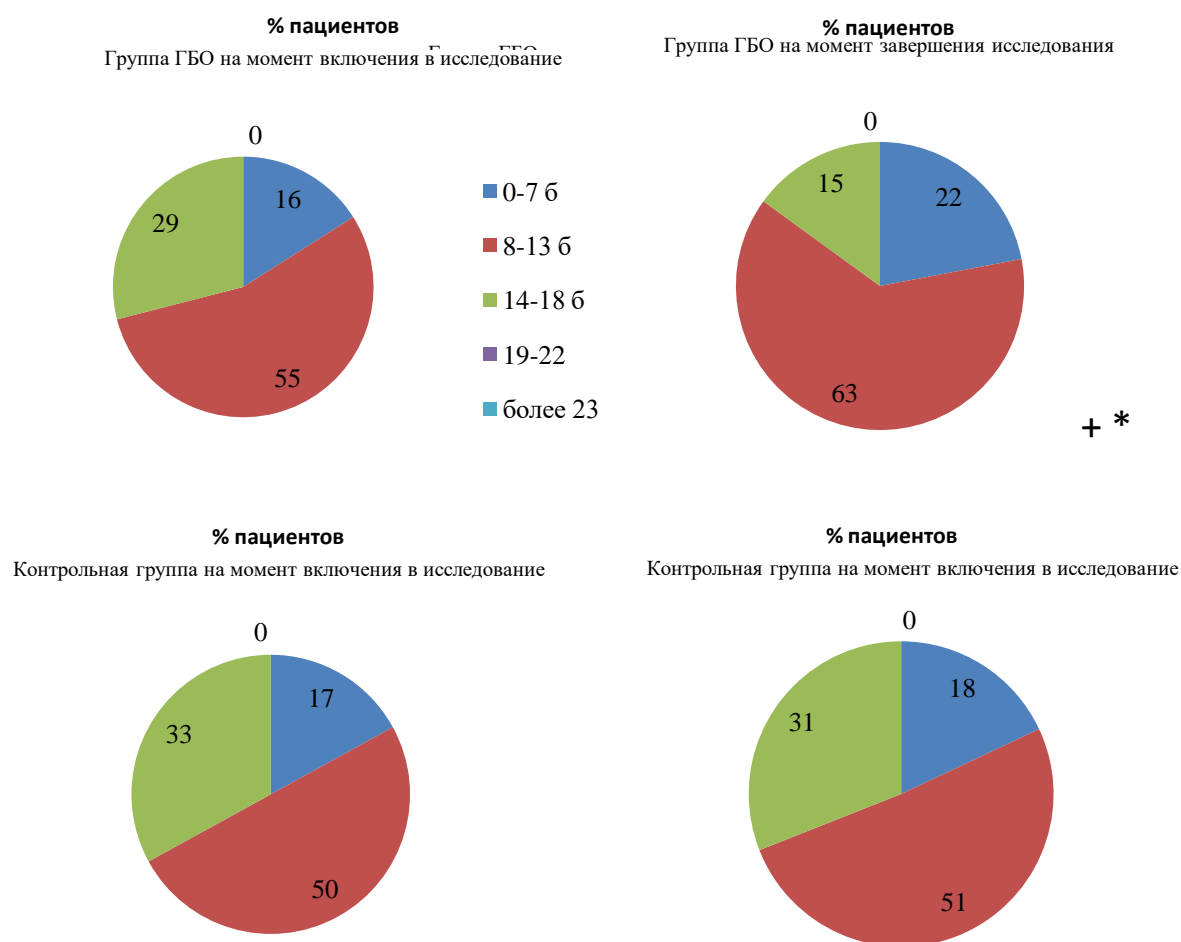 % пациентов
Группа ГБО на момент включения в исследование
0
16
29
55
0-7 б
8-13 б
14-18 б
19-22
более 23
% пациентов
Группа ГБО на момент завершения исследования
0
15
22
63
+ *
% пациентов
Контрольная группа на момент включения в исследование
0
17
33
50
% пациентов
Контрольная группа на момент включения в исследование
0
18
31
51